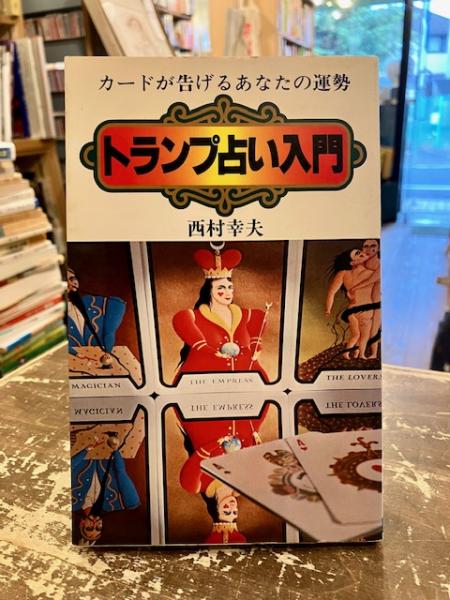 カードが告げるあなたの運勢
トランプ占い入門
西村幸夫
MAGICIAN
THE EMPRESS
THE LOVERS
MAGICIAN
THE EMPRESS
THE LOVERS
A
4